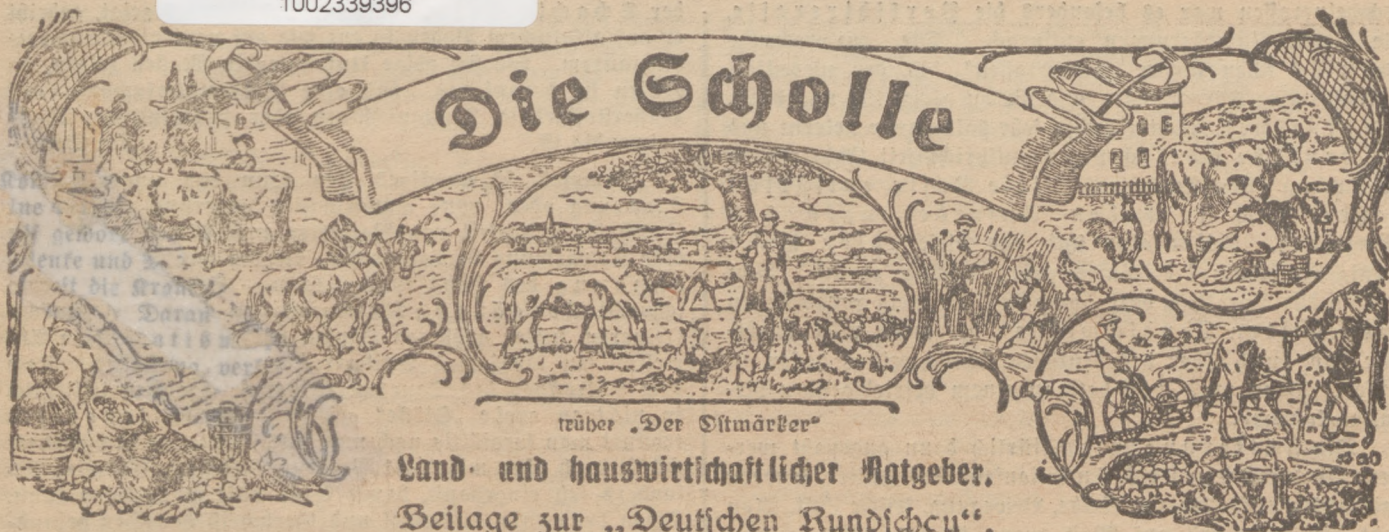 1002339396
Die Scholle
früher „Der Ostmärker“
Land- und hauswirtschaftlicher Ratgeber.
Beilage zur „Deutschen Rundschau“.